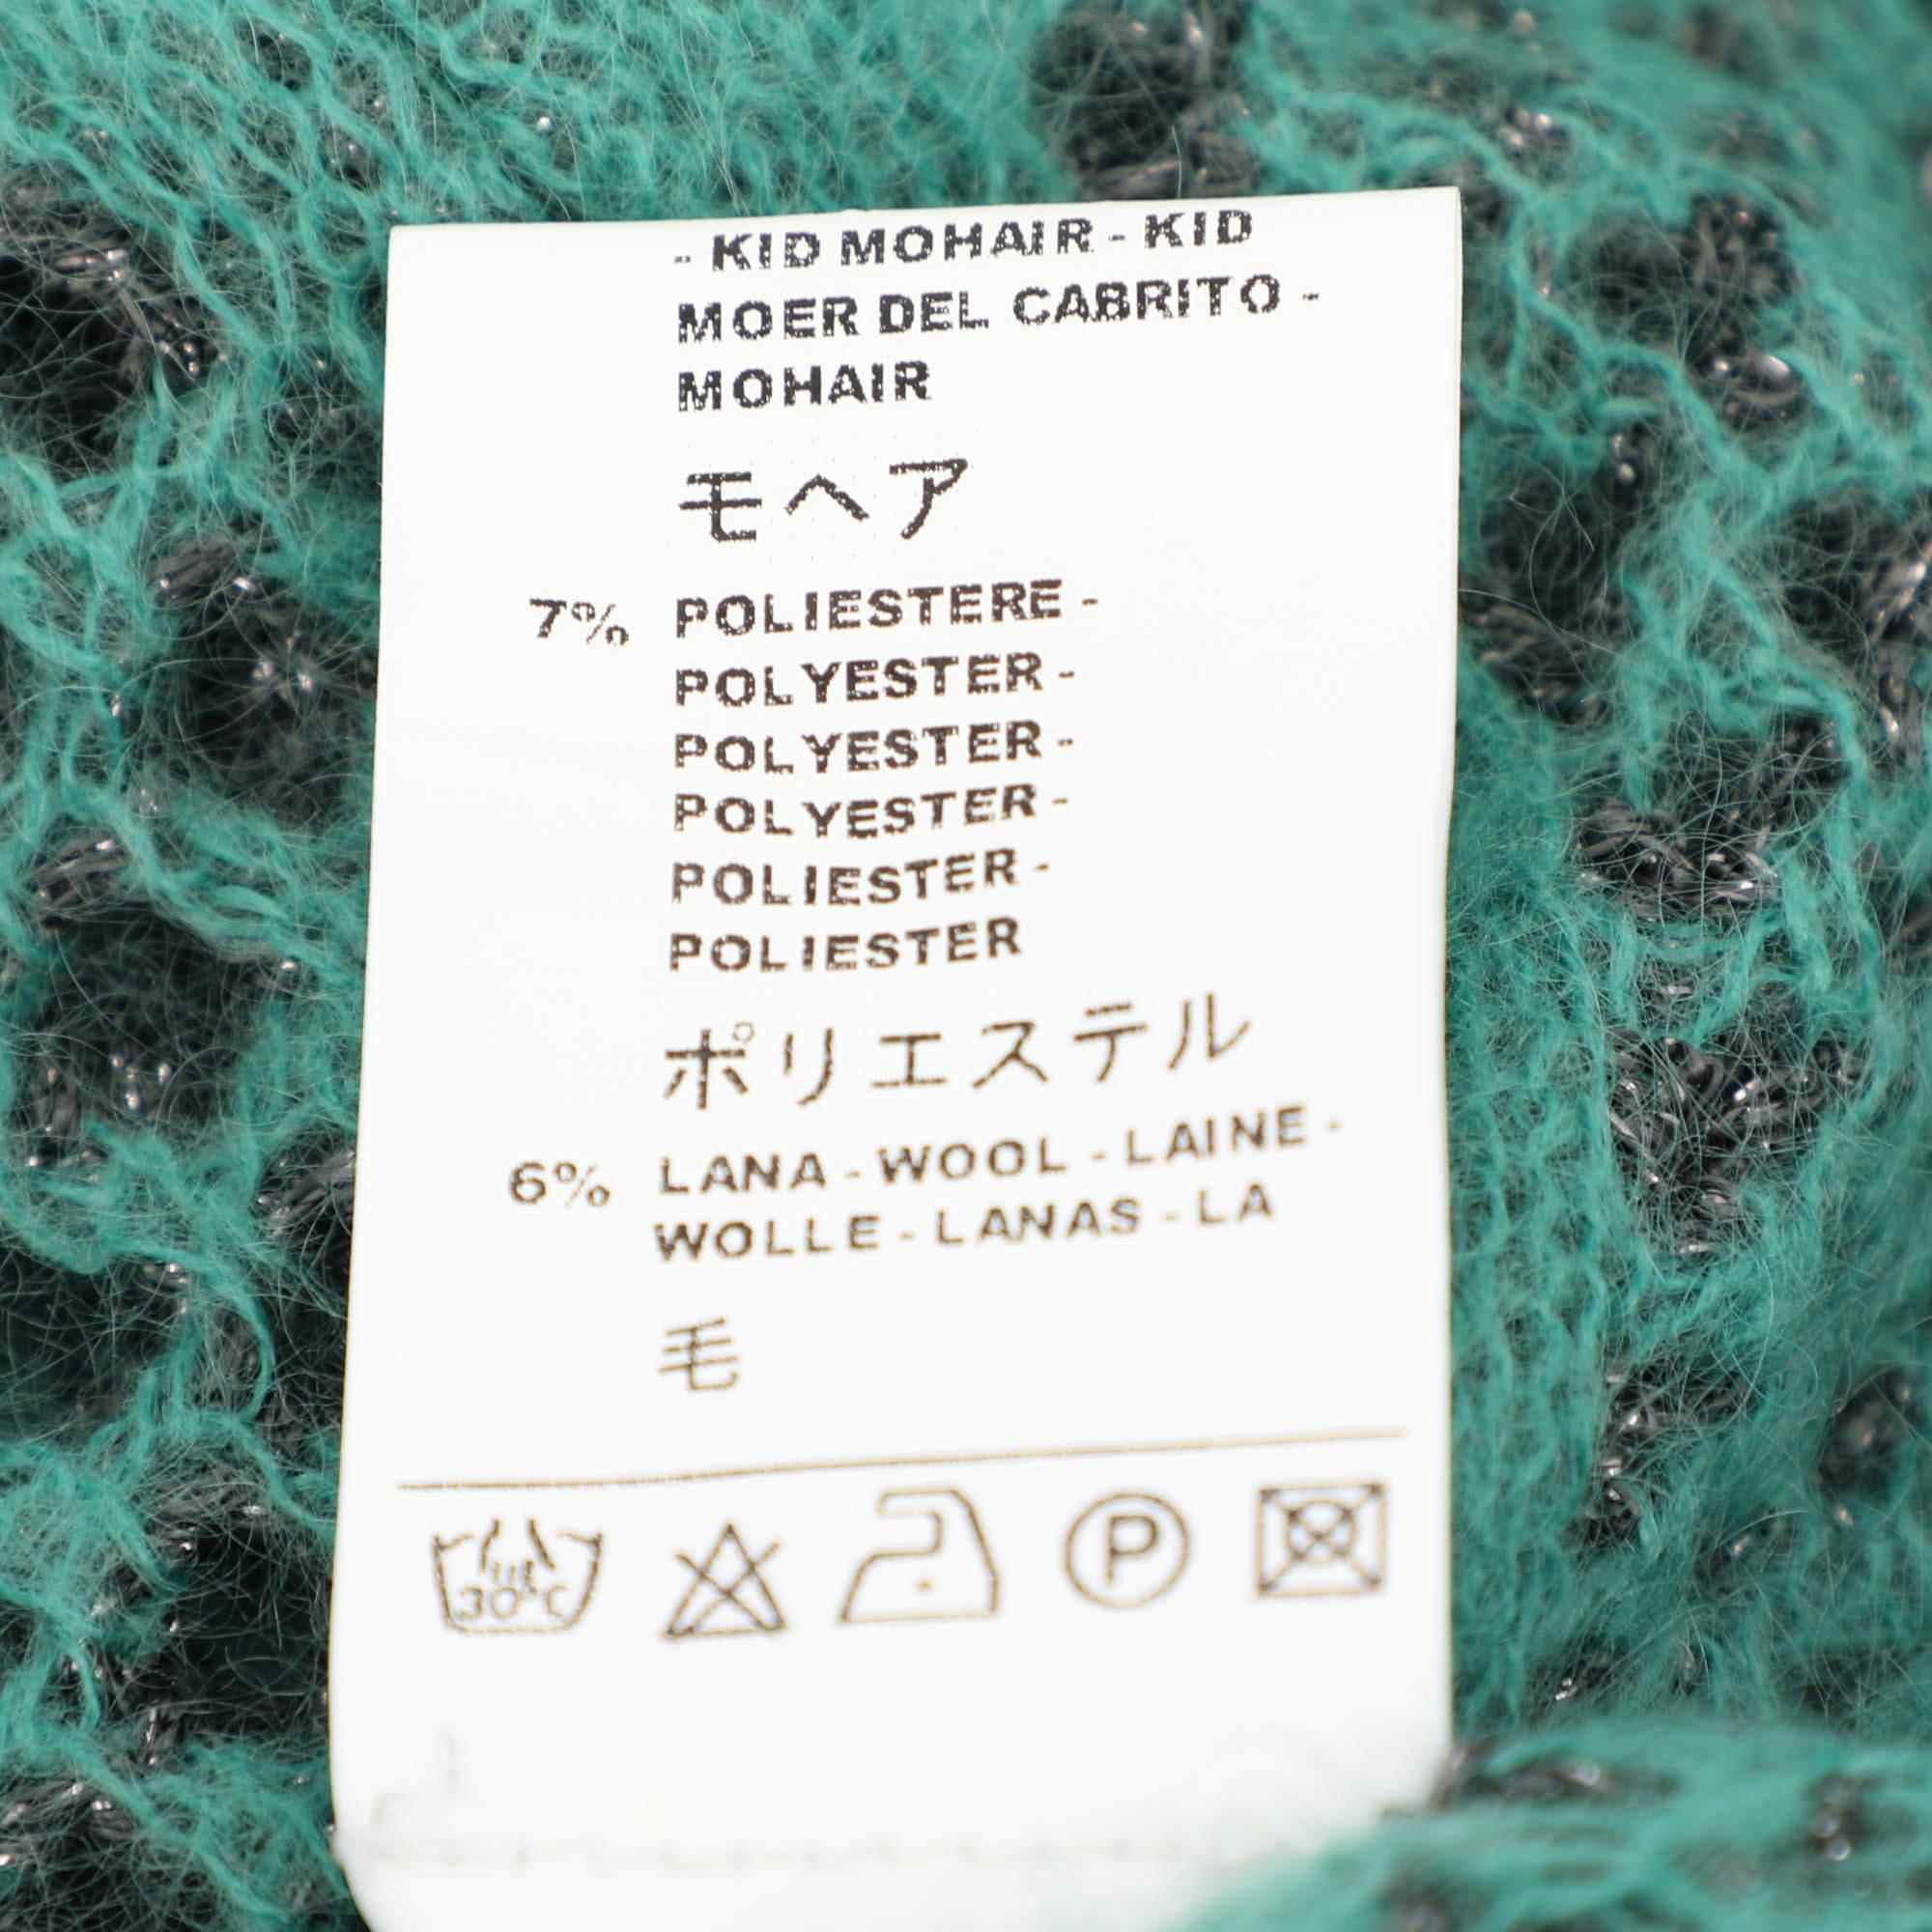 - KID MOHAIR - KID
MOER DEL CABRITO -
MOHAIR
モヘア
7% POLIESTERE -
POLYESTER -
POLYESTER -
POLYESTER -
POLIESTER -
POLIESTER
ポリエステル
6% LANA - WOOL - LAINE -
WOLLE - LANAS - LA
毛
30°C P